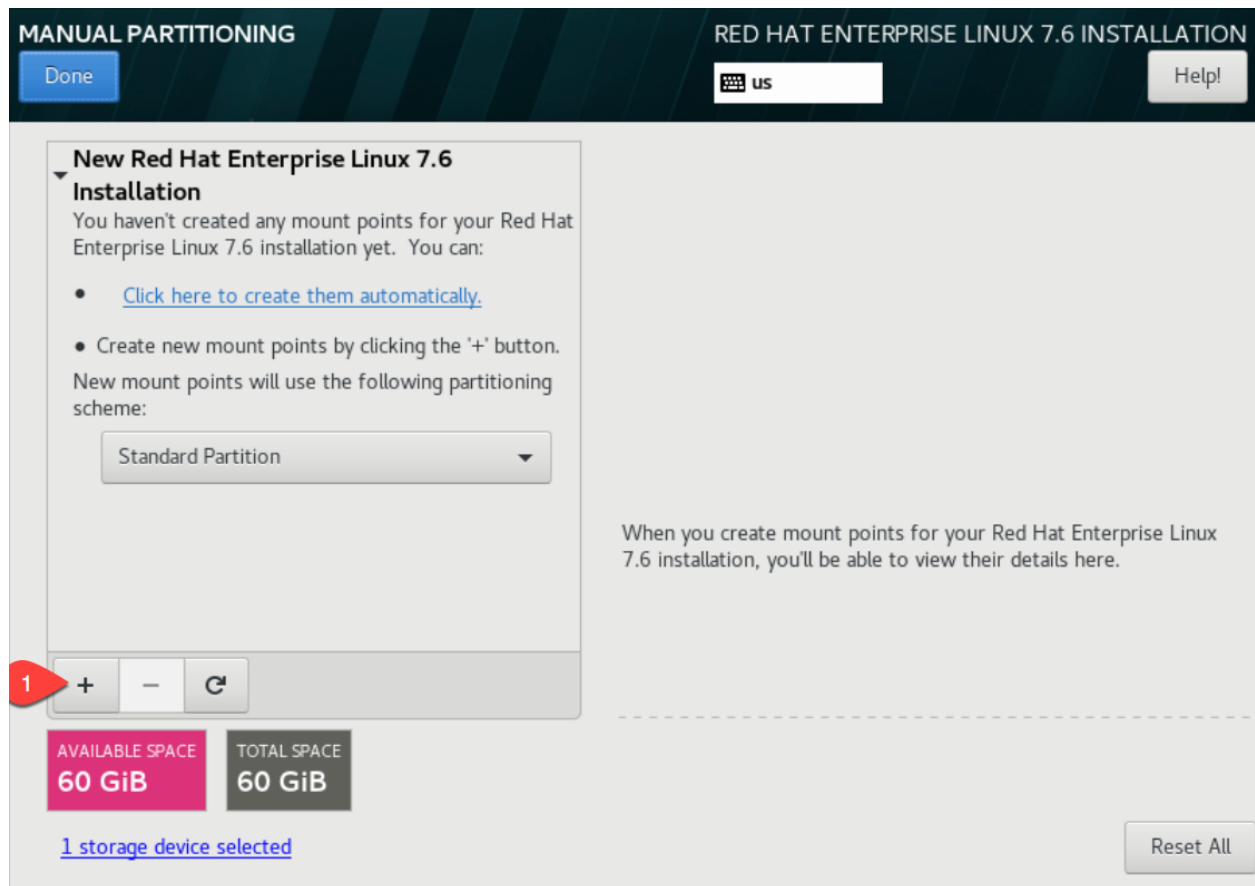 MANUAL PARTITIONING
RED HAT ENTERPRISE LINUX 7.6 INSTALLATION
Done
us
Help!
New Red Hat Enterprise Linux 7.6
Installation
You haven't created any mount points for your Red Hat
Enterprise Linux 7.6 installation yet. You can:
• Click here to create them automatically.
• Create new mount points by clicking the '+' button.
New mount points will use the following partitioning
scheme:
Standard Partition
When you create mount points for your Red Hat Enterprise Linux
7.6 installation, you'll be able to view their details here.
1
+ −
AVAILABLE SPACE
60 GiB
TOTAL SPACE
60 GiB
1 storage device selected
Reset All